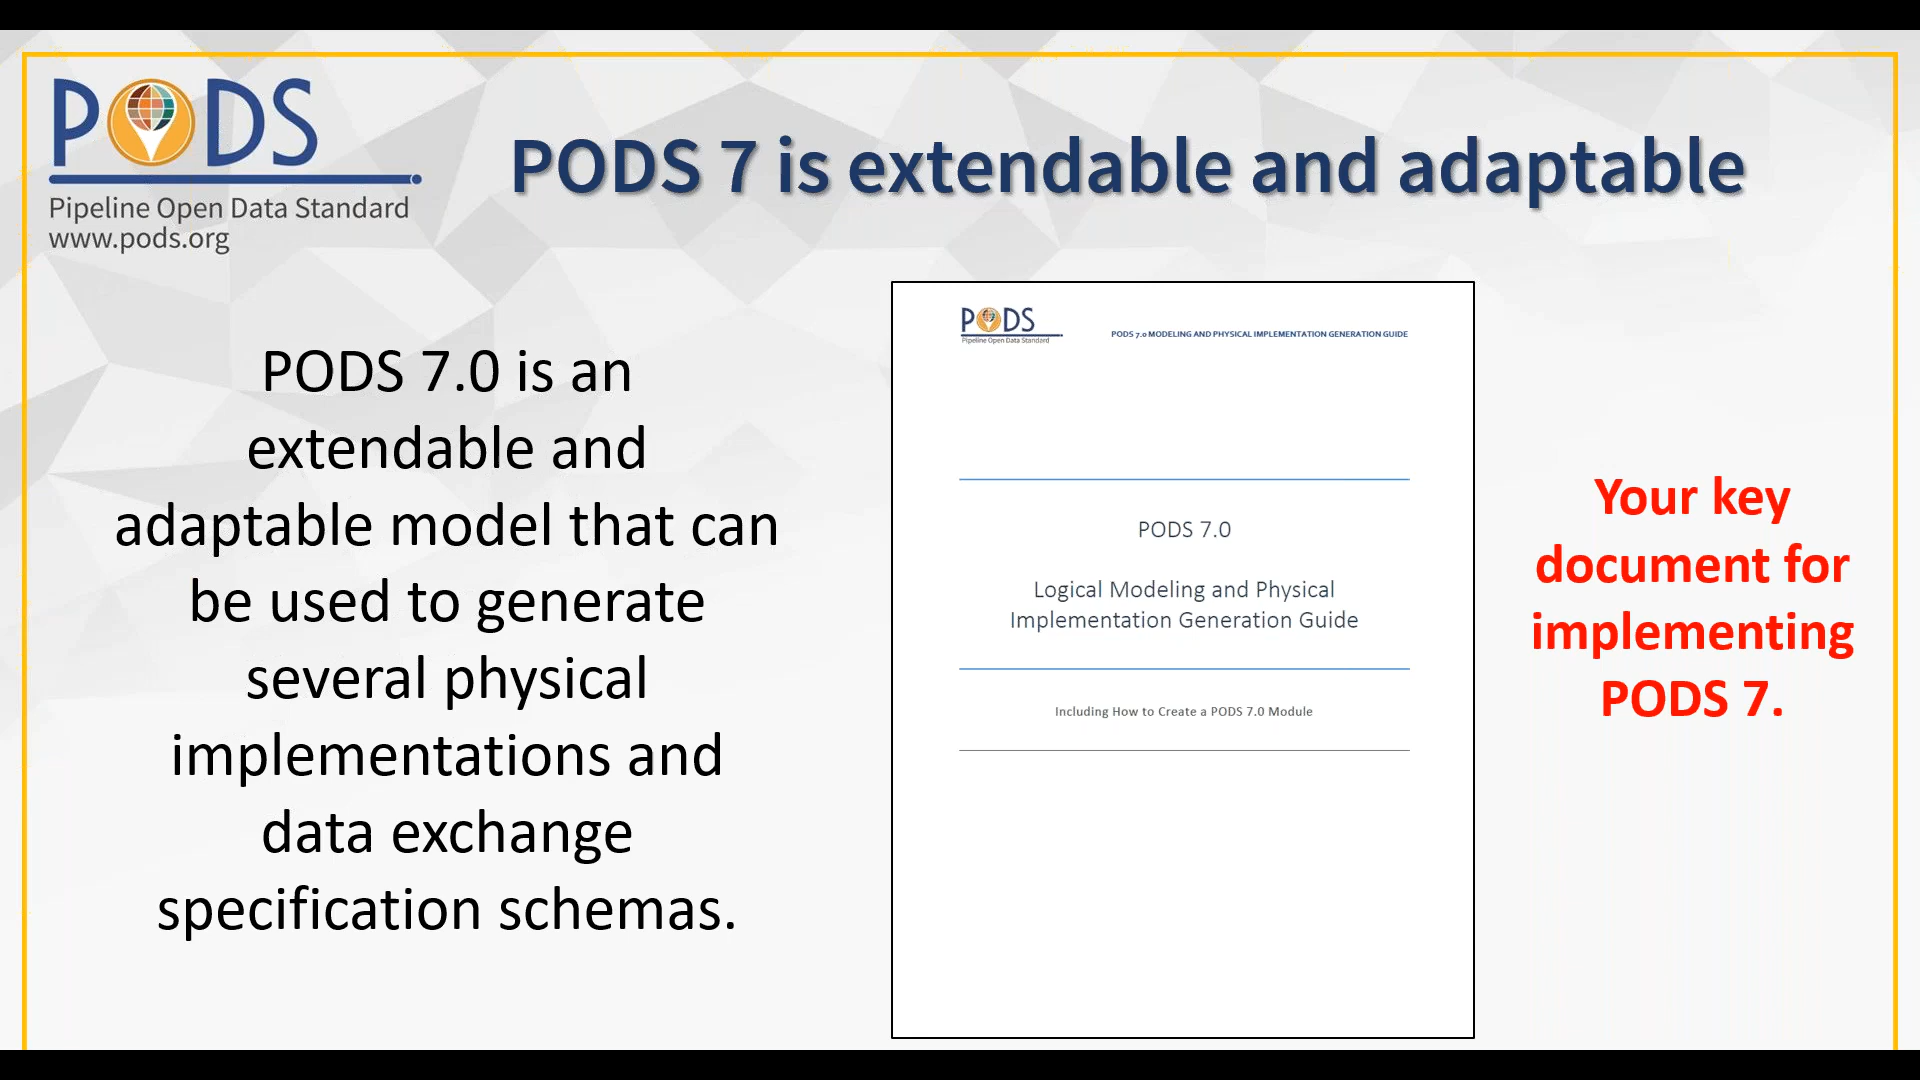 PODS
Pipeline Open Data Standard
www.pods.org
PODS 7 is extendable and adaptable
PODS 7.0 is an
extendable and
adaptable model that can
be used to generate
several physical
implementations and
data exchange
specification schemas.
PODS
Pipeline Open Data Standard
PODS 7.0 MODELING AND PHYSICAL IMPLEMENTATION GENERATION GUIDE
PODS 7.0
Logical Modeling and Physical
Implementation Generation Guide
Including How to Create a PODS 7.0 Module
Your key
document for
implementing
PODS 7.